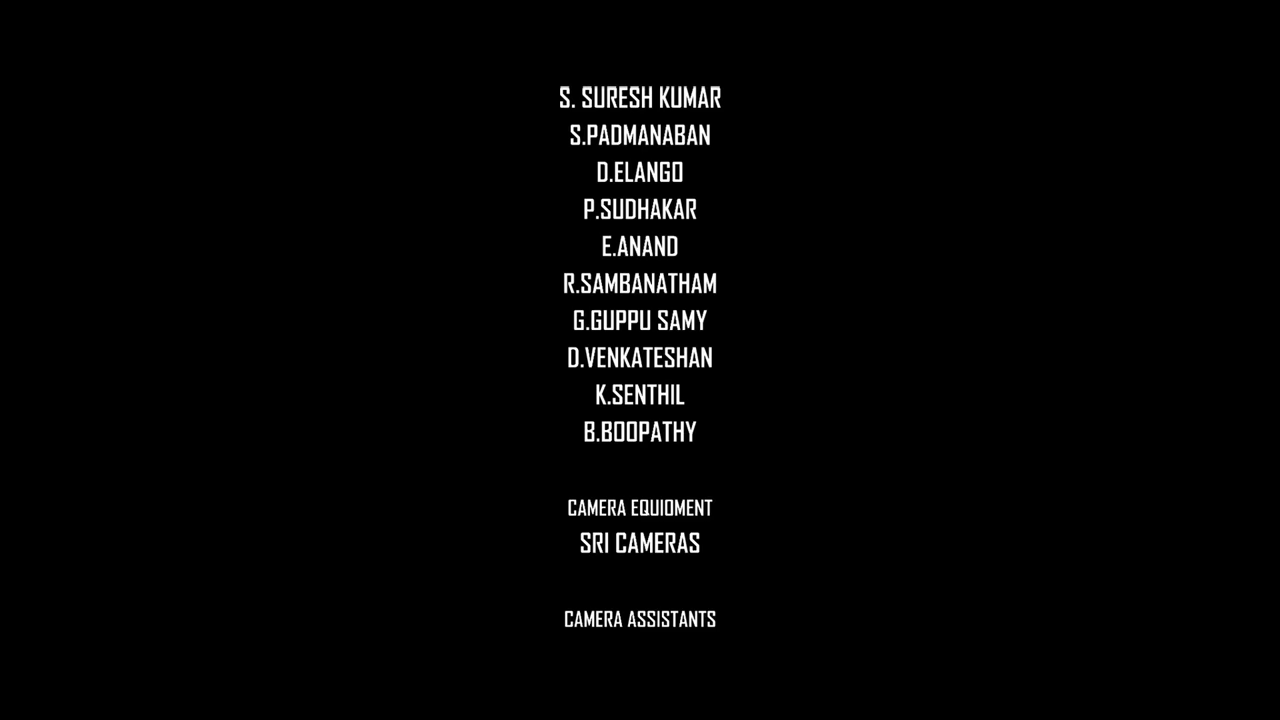 S. SURESH KUMAR
S.PADMANABAN
D.ELANGO
P.SUDHAKAR
E.ANAND
R.SAMBANATHAM
G.GUPPU SAMY
D.VENKATESHAN
K.SENTHIL
B.BOOPATHY
CAMERA EQUIOMENT
SRI CAMERAS
CAMERA ASSISTANTS